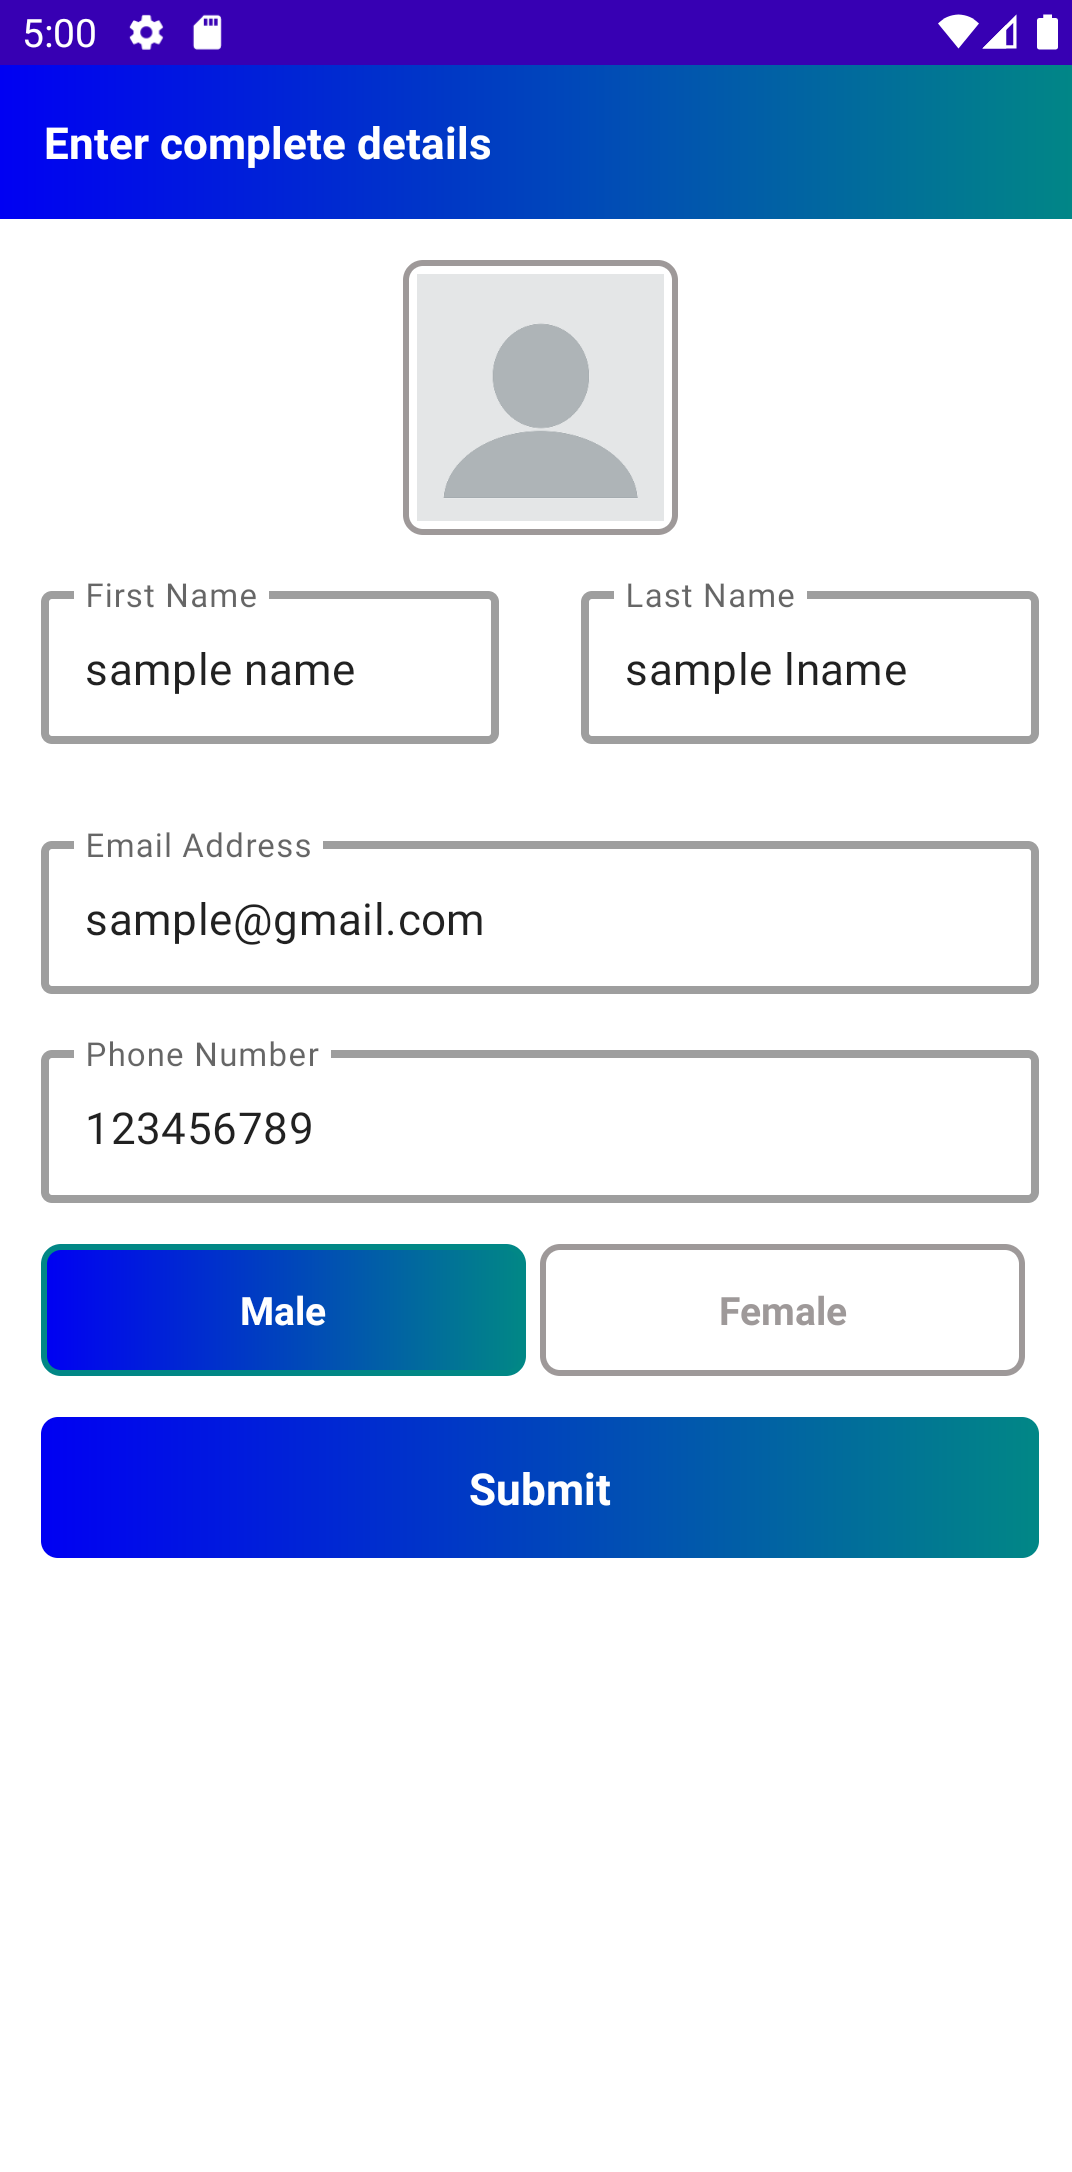 5:00
Enter complete details
First Name
Last Name
sample name
sample lname
Email Address
sample@gmail.com
Phone Number
123456789
Male
Female
Submit